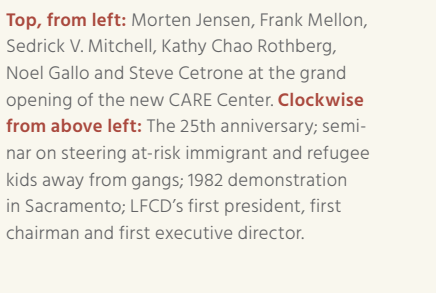 Top, from left: Morten Jensen, Frank Mellon,
Sedrick V. Mitchell, Kathy Chao Rothberg,
Noel Gallo and Steve Cetrone at the grand
opening of the new CARE Center. Clockwise
from above left: The 25th anniversary; semi-
nar on steering at-risk immigrant and refugee
kids away from gangs; 1982 demonstration
in Sacramento; LFCD’s first president, first
chairman and first executive director.